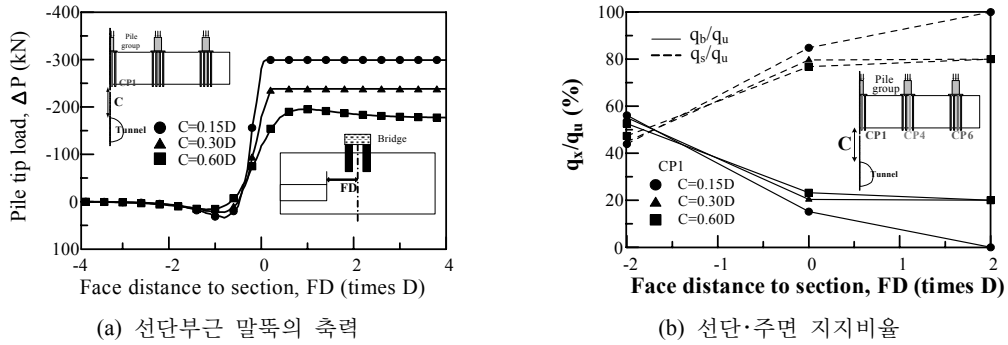 -400
-300
-200
-100
0
100
Pile tip load, ΔP (kN)
-4
-3
-2
-1
0
1
2
3
4
Face distance to section, FD (times D)
Pile
group
CP1
C
Tunnel
C=0.15D
C=0.30D
C=0.60D
Bridge
FD
(a) 선단부근 말뚝의 축력
100
80
60
40
20
0
qx/qu (%)
-2
-1
0
1
2
Face distance to section, FD (times D)
qb/qu
qs/qu
Pile
group
CP1 CP4 CP6
C
Tunnel
CP1
C=0.15D
C=0.30D
C=0.60D
(b) 선단·주면 지지비율